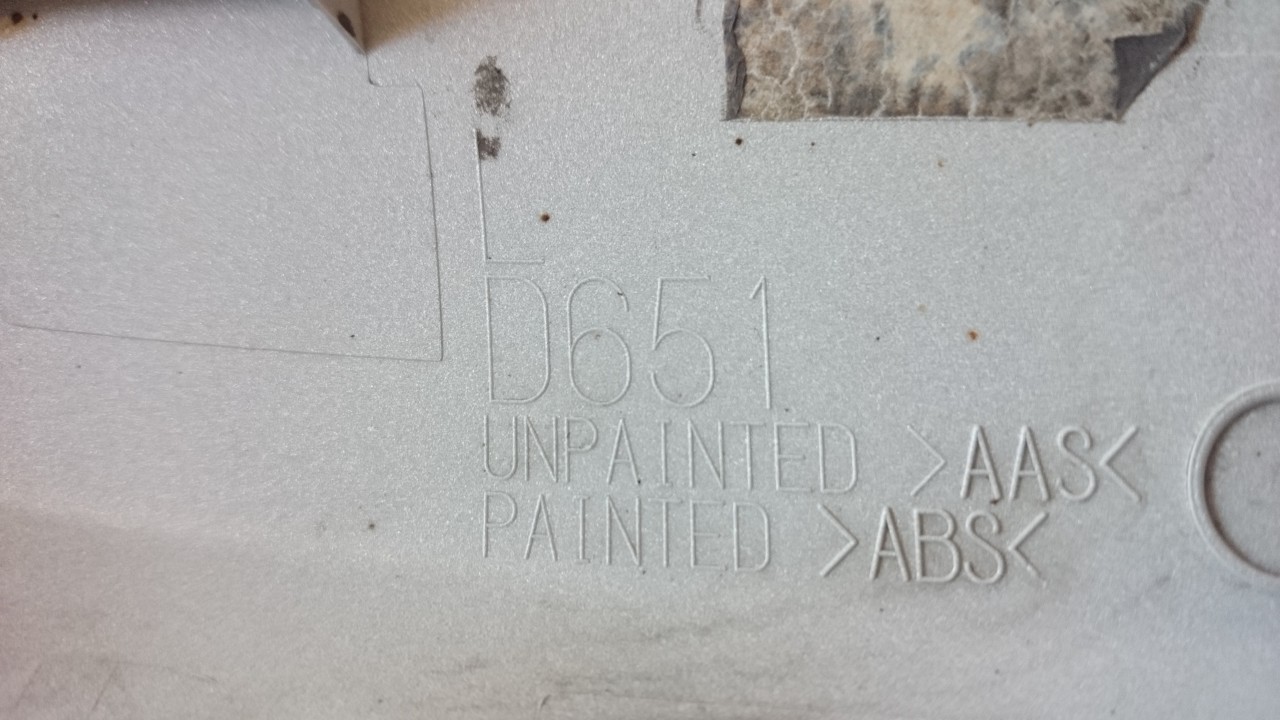 L
D651
UNPAINTED >AAS<
PAINTED >ABS<